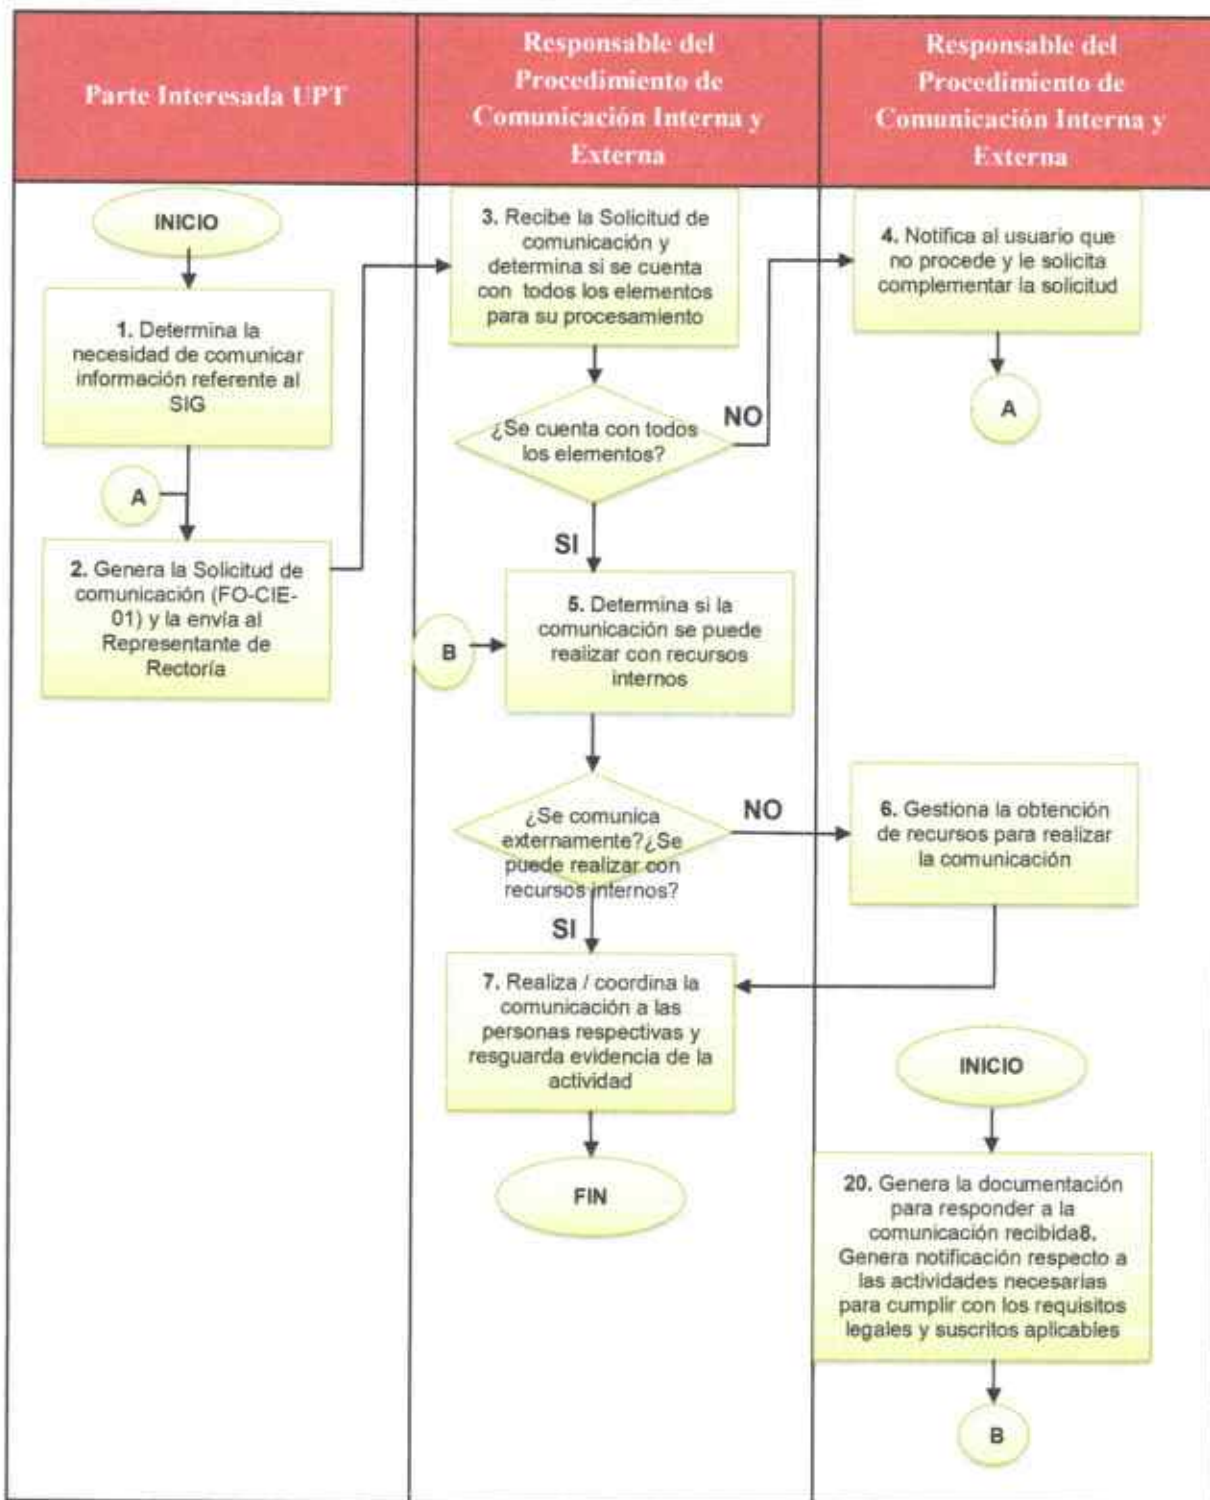 Parte Interesada UPT
Responsable del
Procedimiento de
Comunicación Interna y
Externa
Responsable del
Procedimiento de
Comunicación Interna y
Externa
INICIO
1. Determina la
necesidad de comunicar
información referente al
SIG
A
2. Genera la Solicitud de
comunicación (FO-CIE-
01) y la envía al
Representante de
Rectoría
3. Recibe la Solicitud de
comunicación y
determina si se cuenta
con todos los elementos
para su procesamiento
¿Se cuenta con todos
los elementos?
NO
SI
4. Notifica al usuario que
no procede y le solicita
complementar la solicitud
A
B
5. Determina si la
comunicación se puede
realizar con recursos
internos
¿Se comunica
externamente?¿Se
puede realizar con
recursos internos?
NO
SI
6. Gestiona la obtención
de recursos para realizar
la comunicación
7. Realiza / coordina la
comunicación a las
personas respectivas y
resguarda evidencia de la
actividad
FIN
INICIO
20. Genera la documentación
para responder a la
comunicación recibida8.
Genera notificación respecto a
las actividades necesarias
para cumplir con los requisitos
legales y suscritos aplicables
B